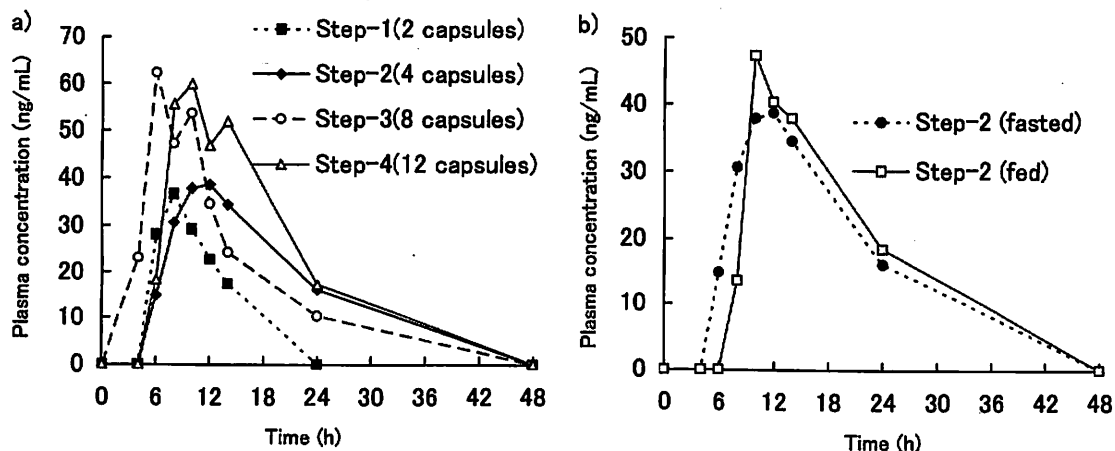 a)
Plasma concentration (ng/mL)
70
60
50
40
30
20
10
0
Step-1(2 capsules)
Step-2(4 capsules)
Step-3(8 capsules)
Step-4(12 capsules)
0 6 12 18 24 30 36 42 48
Time (h)
b)
Plasma concentration (ng/mL)
50
40
30
20
10
0
Step-2 (fasted)
Step-2 (fed)
0 6 12 18 24 30 36 42 48
Time (h)